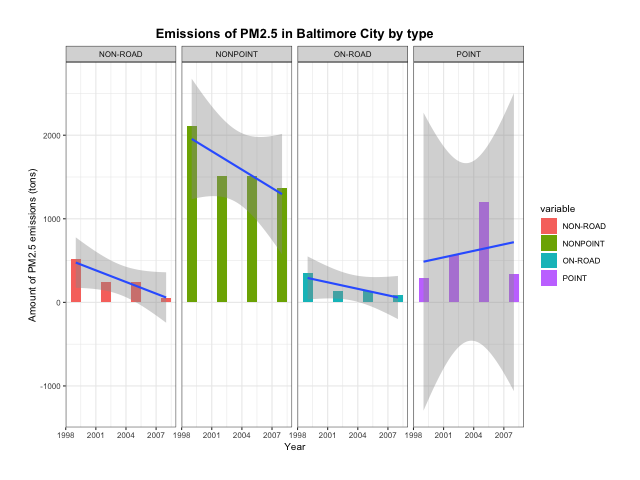 Emissions of PM2.5 in Baltimore City by type
NON-ROAD NONPOINT ON-ROAD POINT
2000
1000
0
-1000
Amount of PM2.5 emissions (tons)
1998 2001 2004 2007 1998 2001 2004 2007 1998 2001 2004 2007 1998 2001 2004 2007
Year
variable
NON-ROAD
NONPOINT
ON-ROAD
POINT